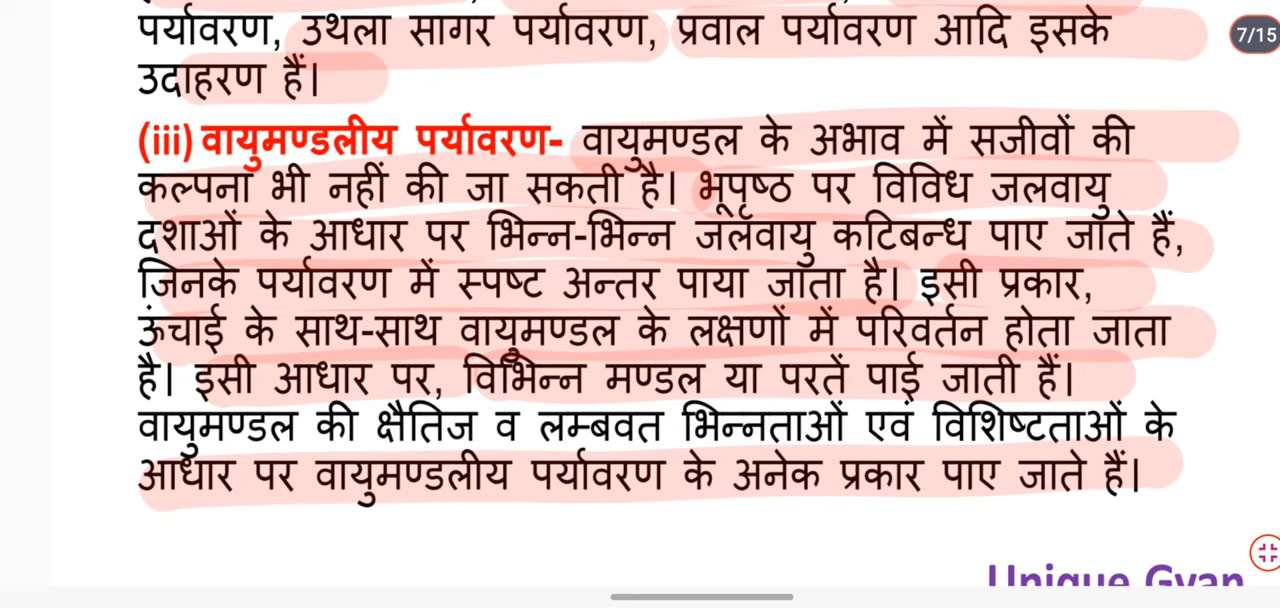 पर्यावरण, उथला सागर पर्यावरण, प्रवाल पर्यावरण आदि इसके
7/15
उदाहरण हैं।
(iii) वायुमण्डलीय पर्यावरण- वायुमण्डल के अभाव में सजीवों की
कल्पना भी नहीं की जा सकती है। भूपृष्ठ पर विविध जलवायु
दशाओं के आधार पर भिन्न-भिन्न जलवायु कटिबन्ध पाए जाते हैं,
जिनके पर्यावरण में स्पष्ट अन्तर पाया जाता है। इसी प्रकार,
ऊंचाई के साथ-साथ वायुमण्डल के लक्षणों में परिवर्तन होता जाता
है। इसी आधार पर, विभिन्न मण्डल या परतें पाई जाती हैं।
वायुमण्डल की क्षैतिज व लम्बवत भिन्नताओं एवं विशिष्टताओं के
आधार पर वायुमण्डलीय पर्यावरण के अनेक प्रकार पाए जाते हैं।
Unique Gyan